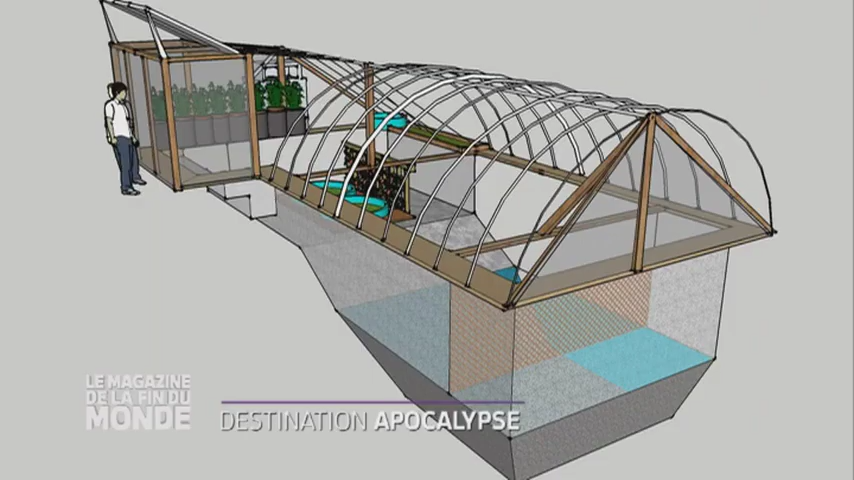 LE MAGAZINE
DE LA FIN DU
MONDE
DESTINATION APOCALYPSE